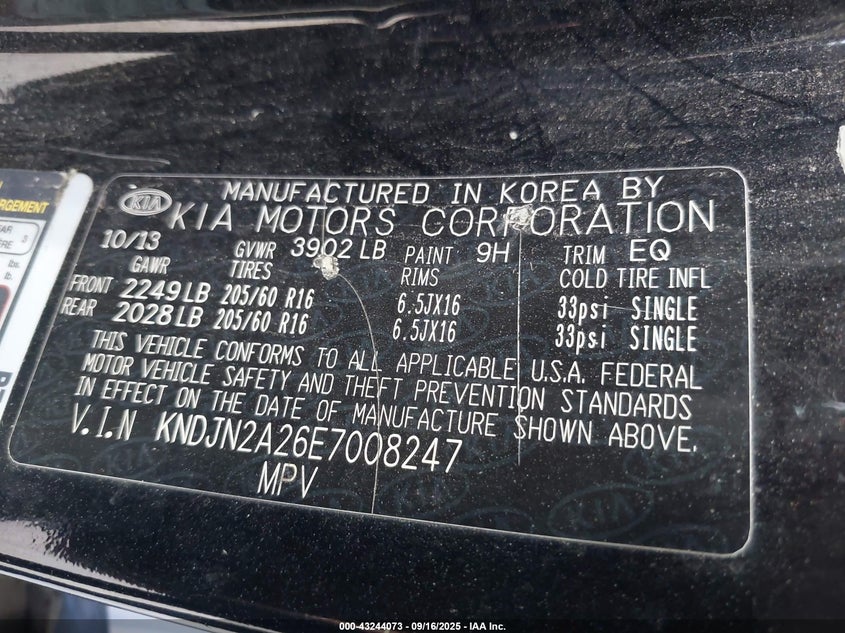 MANUFACTURED IN KOREA BY
KIA KIA MOTORS CORPORATION
10/13 GVWR 3902 LB PAINT 9H TRIM EQ
GAWR TIRES RIMS COLD TIRE INFL
FRONT 2249 LB 205/60 R16 6.5JX16 33psi SINGLE
REAR 2028 LB 205/60 R16 6.5JX16 33psi SINGLE
THIS VEHICLE CONFORMS TO ALL APPLICABLE U.S.A. FEDERAL
MOTOR VEHICLE SAFETY AND THEFT PREVENTION STANDARDS
IN EFFECT ON THE DATE OF MANUFACTURE SHOWN ABOVE.
V.I.N KNDJN2A26E7008247
MPV
000-43244073 - 09/16/2025 - IAA Inc.